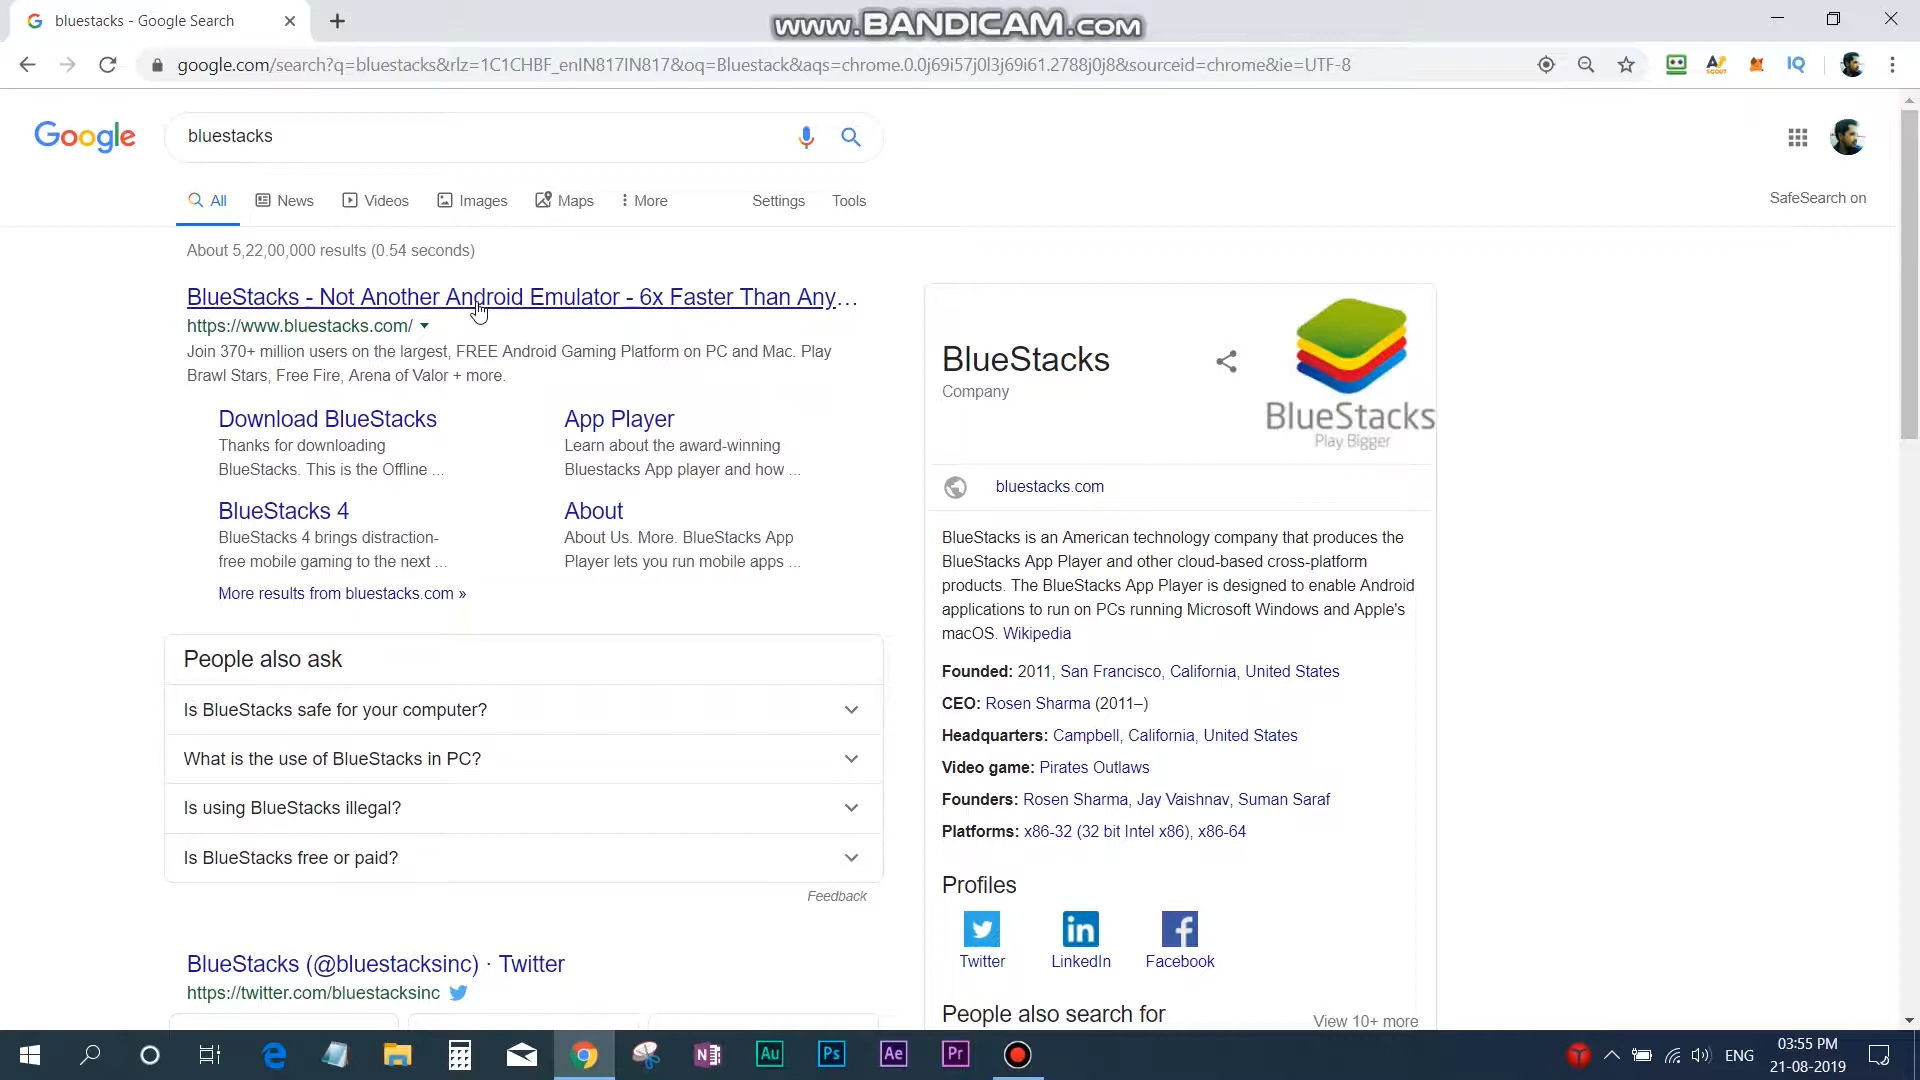 bluestacks - Google Search
www.BANDICAM.com
google.com/search?q=bluestacks&rlz=1C1CHBF_enIN817IN817&oq=Bluestack&aqs=chrome.0.0j69i57j0l3j69i61.2788j0j8&sourceid=chrome&ie=UTF-8
IQ
Google
bluestacks
All
News
Videos
Images
Maps
More
Settings
Tools
SafeSearch on
About 5,22,00,000 results (0.54 seconds)
BlueStacks - Not Another Android Emulator - 6x Faster Than Any...
https://www.bluestacks.com/
Join 370+ million users on the largest, FREE Android Gaming Platform on PC and Mac. Play
Brawl Stars, Free Fire, Arena of Valor + more.
Download BlueStacks
Thanks for downloading
BlueStacks. This is the Offline ...
App Player
Learn about the award-winning
Bluestacks App player and how ...
BlueStacks 4
BlueStacks 4 brings distraction-
free mobile gaming to the next ...
About
About Us. More. BlueStacks App
Player lets you run mobile apps ...
More results from bluestacks.com »
People also ask
Is BlueStacks safe for your computer?
What is the use of BlueStacks in PC?
Is using BlueStacks illegal?
Is BlueStacks free or paid?
Feedback
BlueStacks (@bluestacksinc) · Twitter
https://twitter.com/bluestacksinc
BlueStacks
Company
BlueStacks
Play Bigger
bluestacks.com
BlueStacks is an American technology company that produces the
BlueStacks App Player and other cloud-based cross-platform
products. The BlueStacks App Player is designed to enable Android
applications to run on PCs running Microsoft Windows and Apple's
macOS. Wikipedia
Founded: 2011, San Francisco, California, United States
CEO: Rosen Sharma (2011–)
Headquarters: Campbell, California, United States
Video game: Pirates Outlaws
Founders: Rosen Sharma, Jay Vaishnav, Suman Saraf
Platforms: x86-32 (32 bit Intel x86), x86-64
Profiles
Twitter
LinkedIn
Facebook
People also search for
View 10+ more
Au
Ps
Ae
Pr
ENG
03:55 PM
21-08-2019